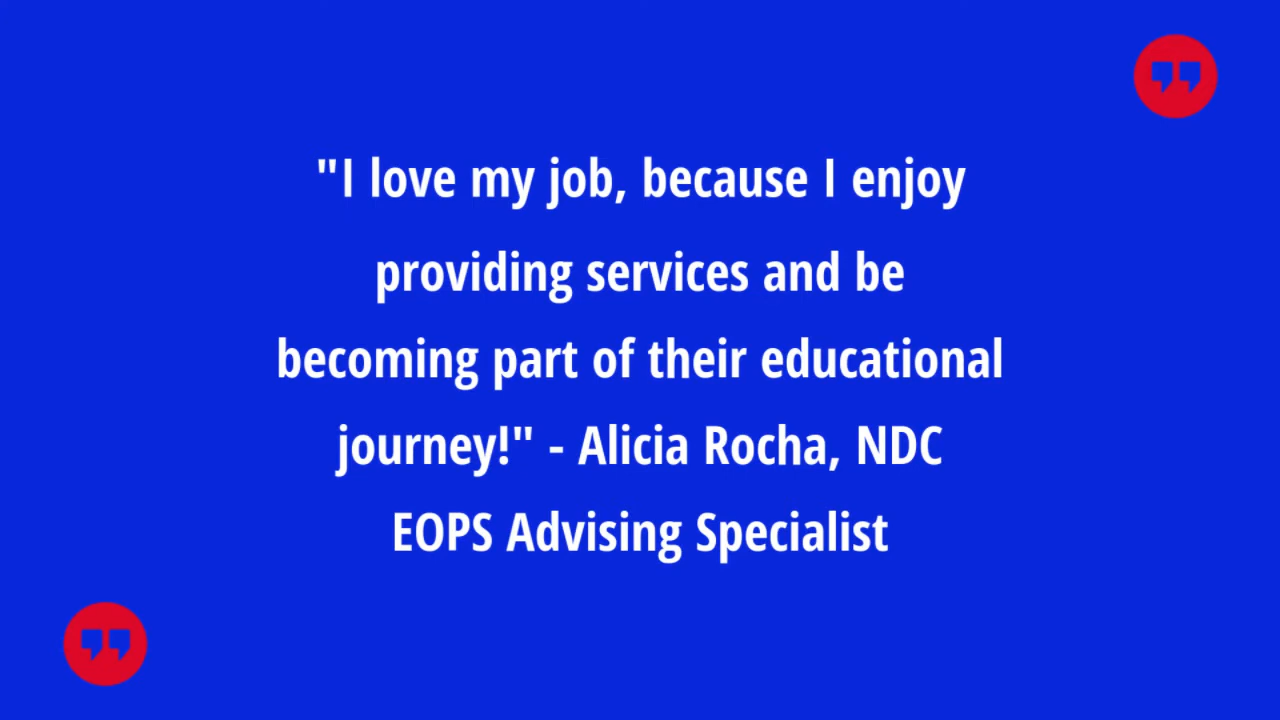 "I love my job, because I enjoy
providing services and be
becoming part of their educational
journey!" - Alicia Rocha, NDC
EOPS Advising Specialist